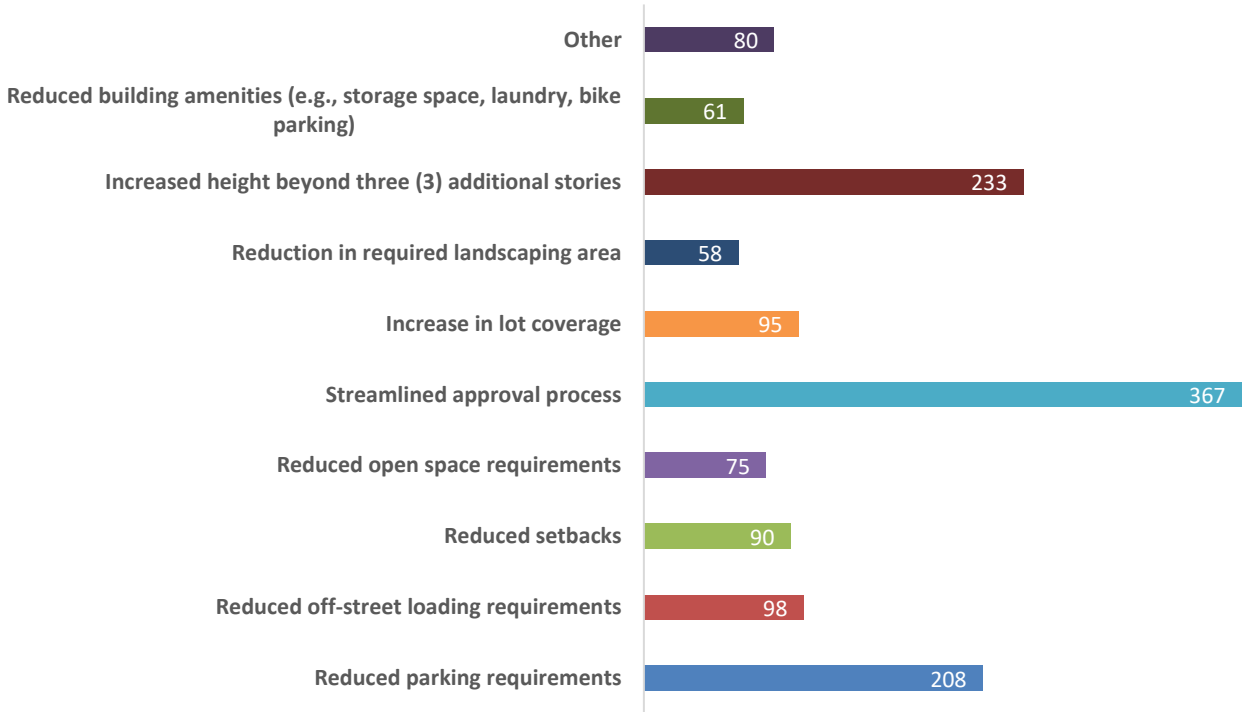 Other
80
Reduced building amenities (e.g., storage space, laundry, bike
parking)
61
Increased height beyond three (3) additional stories
233
Reduction in required landscaping area
58
Increase in lot coverage
95
Streamlined approval process
367
Reduced open space requirements
75
Reduced setbacks
90
Reduced off-street loading requirements
98
Reduced parking requirements
208